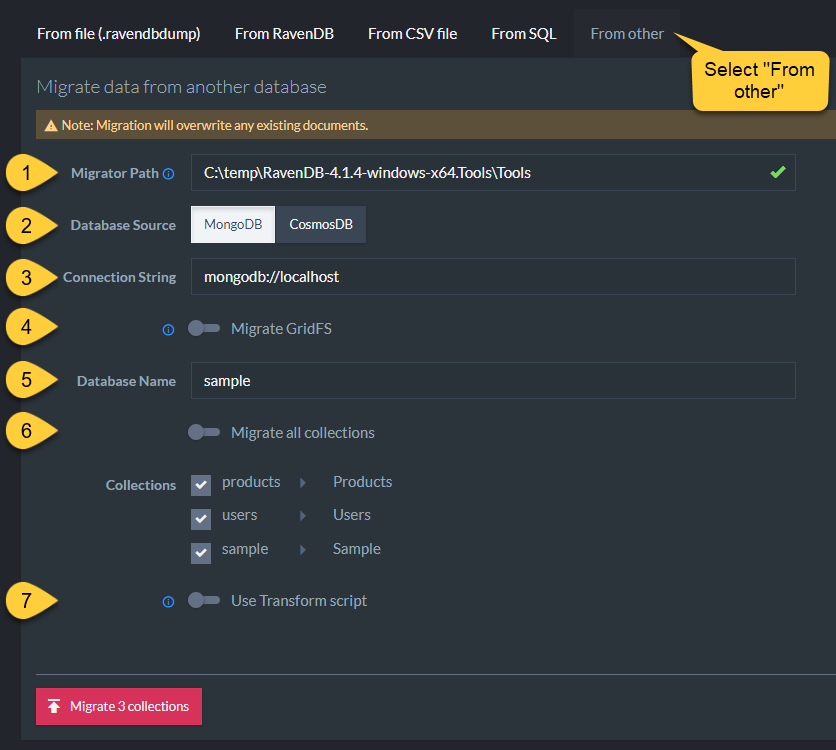 From file (.ravendbdump) From RavenDB From CSV file From SQL From other
Select "From
other"
Migrate data from another database
Note: Migration will overwrite any existing documents.
1 Migrator Path C:\temp\RavenDB-4.1.4-windows-x64.Tools\Tools
2 Database Source MongoDB CosmosDB
3 Connection String mongodb://localhost
4 Migrate GridFS
5 Database Name sample
6 Migrate all collections
Collections products Products
users Users
sample Sample
7 Use Transform script
Migrate 3 collections